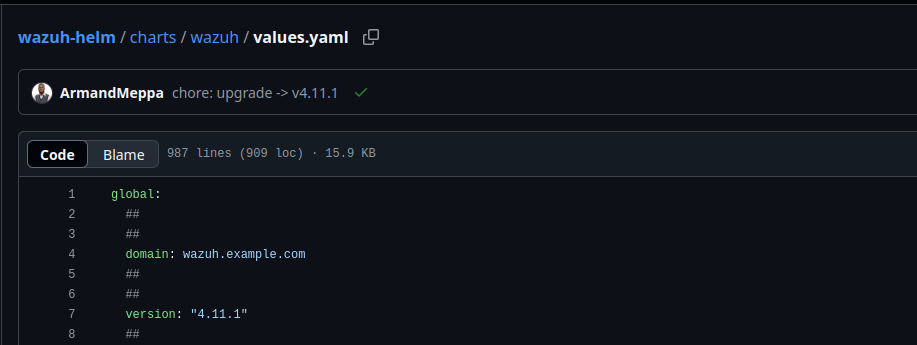 wazuh-helm / charts / wazuh / values.yaml
ArmandMeppa chore: upgrade -> v4.11.1
Code Blame 987 lines (909 loc) · 15.9 KB
1 global:
2 ##
3 ##
4 domain: wazuh.example.com
5 ##
6 ##
7 version: "4.11.1"
8 ##